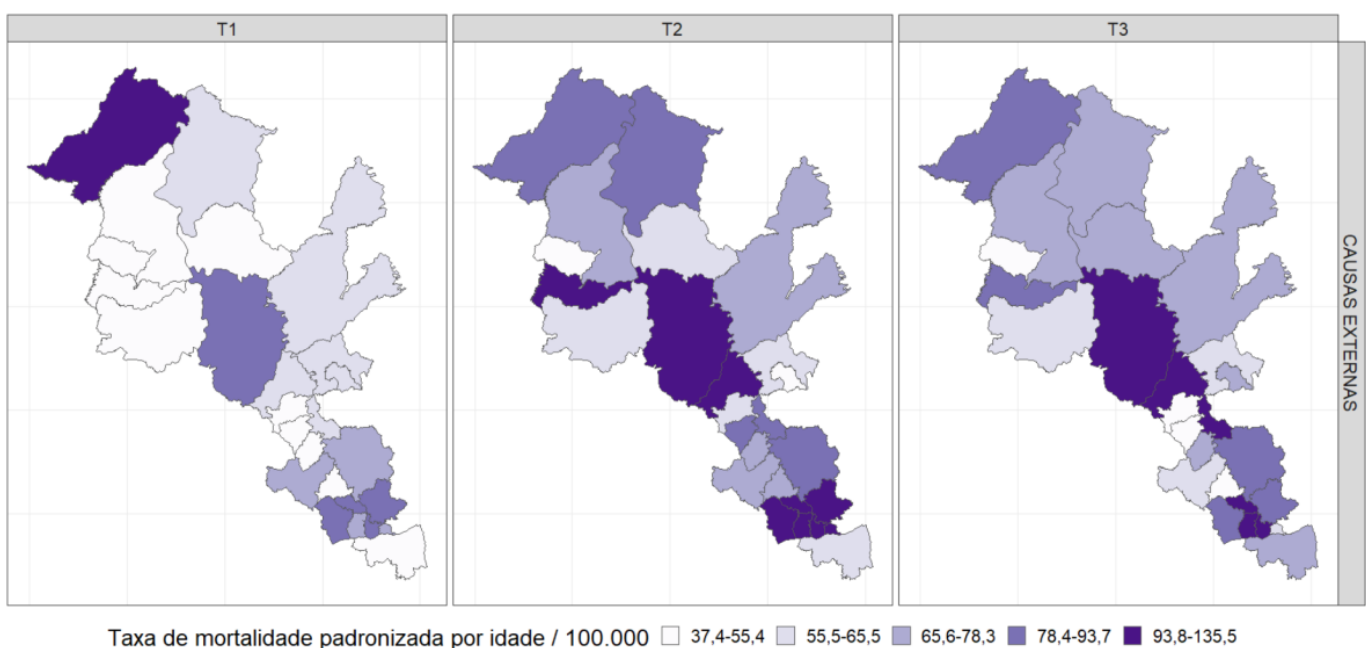 T1 T2 T3
CAUSAS EXTERNAS
Taxa de mortalidade padronizada por idade / 100.000 37,4-55,4 55,5-65,5 65,6-78,3 78,4-93,7 93,8-135,5